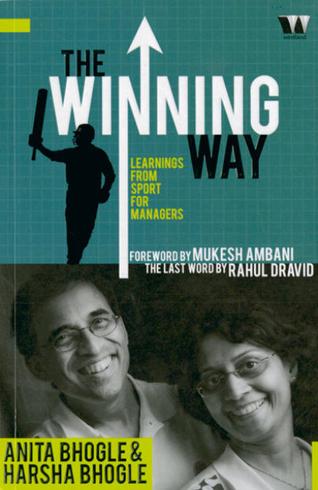 westland
THE
WINNING
WAY
LEARNINGS
FROM
SPORT
FOR
MANAGERS
FOREWORD BY MUKESH AMBANI
THE LAST WORD BY RAHUL DRAVID
ANITA BHOGLE &
HARSHA BHOGLE